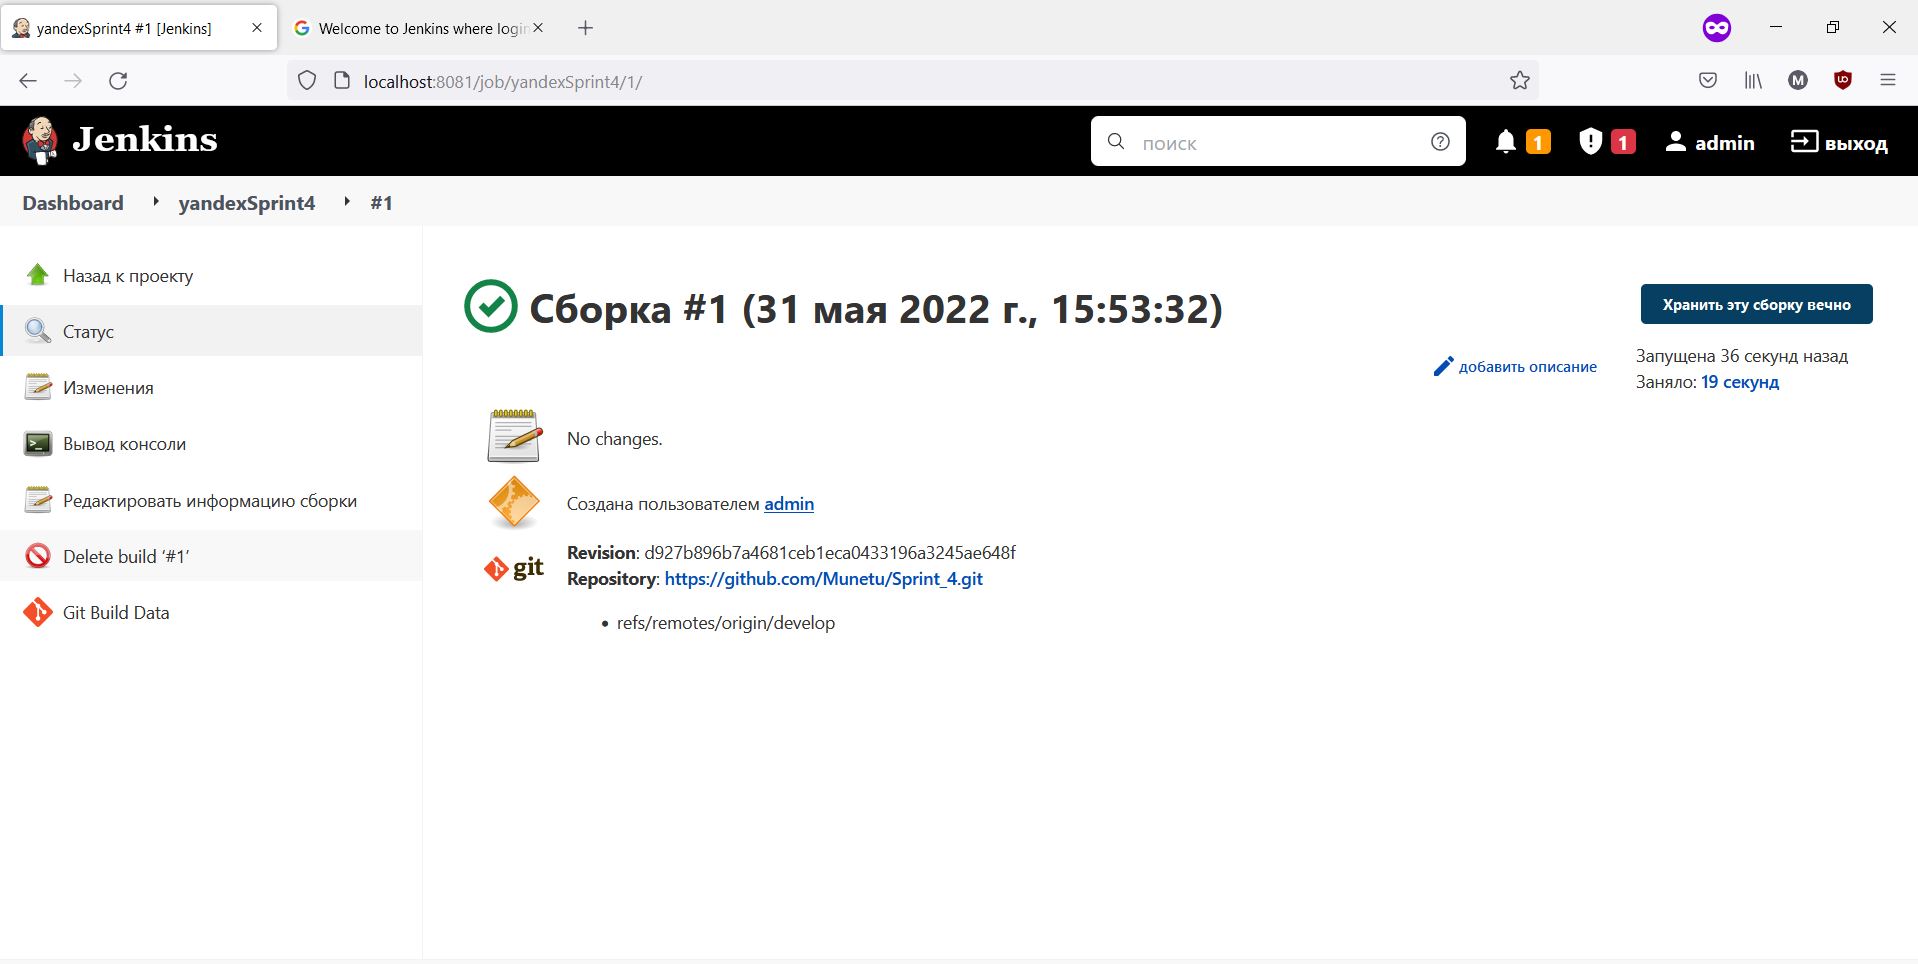 yandexSprint4 #1 [Jenkins]
Welcome to Jenkins where login
localhost:8081/job/yandexSprint4/1/
M
Jenkins
поиск
1
1
admin
выход
Dashboard
yandexSprint4
#1
Назад к проекту
Статус
Изменения
Вывод консоли
Редактировать информацию сборки
Delete build ‘#1’
Git Build Data
Сборка #1 (31 мая 2022 г., 15:53:32)
Хранить эту сборку вечно
добавить описание
Запущена 36 секунд назад
Заняло: 19 секунд
No changes.
Создана пользователем admin
git
Revision: d927b896b7a4681ceb1eca0433196a3245ae648f
Repository: https://github.com/Munetu/Sprint_4.git
• refs/remotes/origin/develop